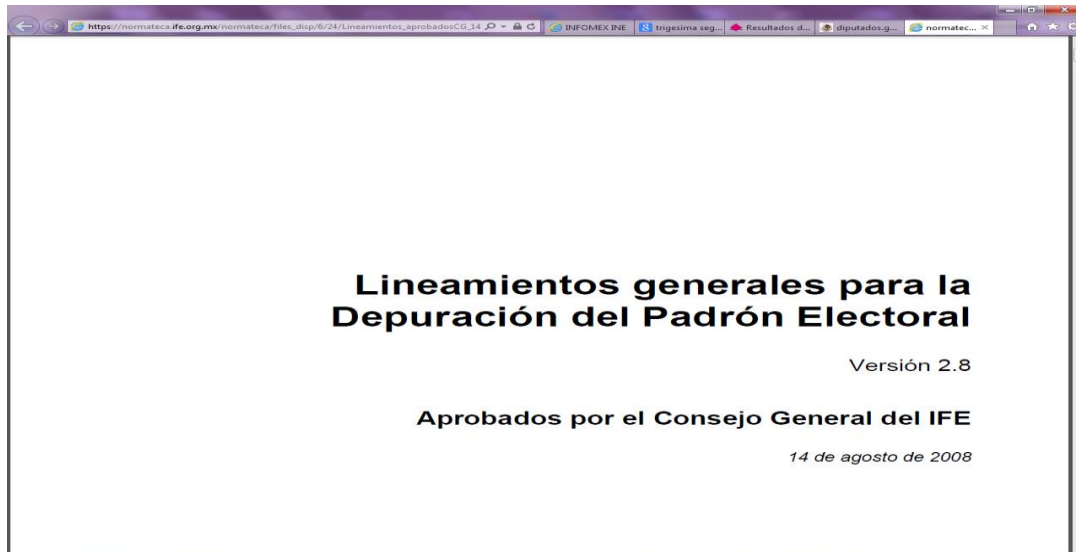 https://normateca.ife.org.mx/normateca/files_disp/6/24/Lineamientos_aprobadosCG_14
INFOMEX INE
trigesima seg...
Resultados d...
diputados.g...
normatec...
Lineamientos generales para la
Depuración del Padrón Electoral
Versión 2.8
Aprobados por el Consejo General del IFE
14 de agosto de 2008